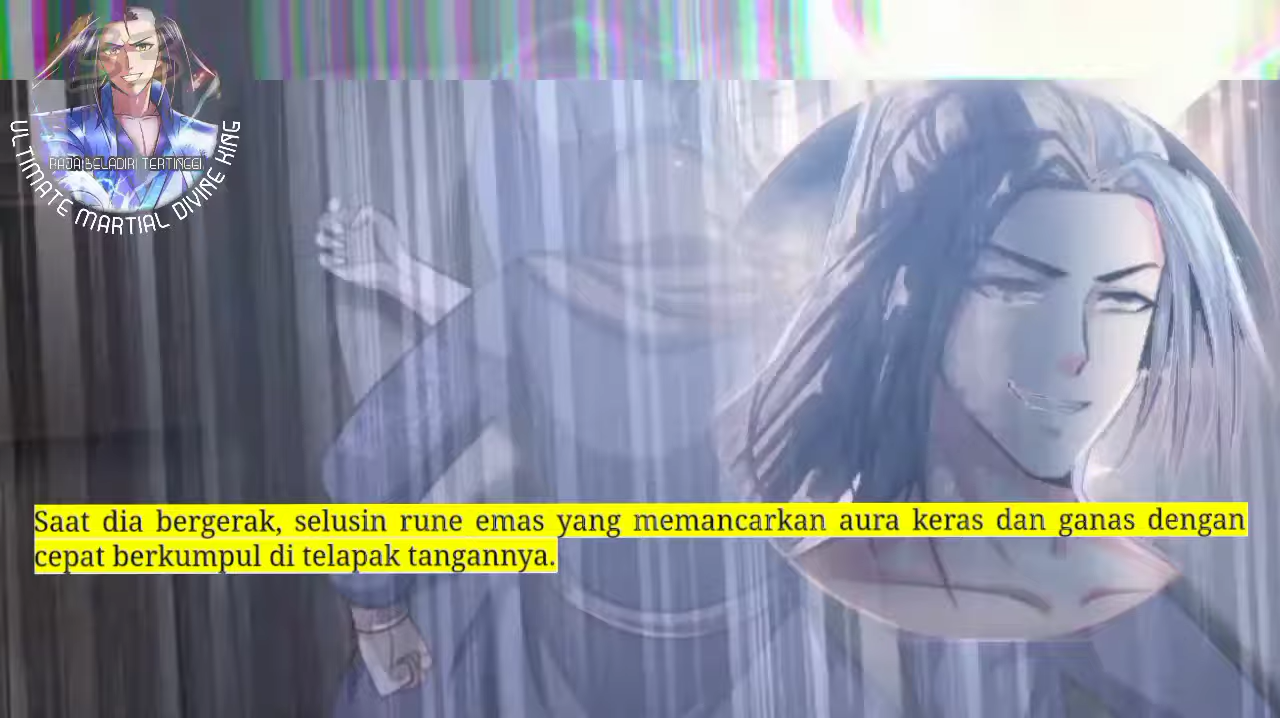 RAJA BELADIRI TERTINGGI
ULTIMATE MARTIAL DIVINE KING
Saat dia bergerak, selusin rune emas yang memancarkan aura keras dan ganas dengan
cepat berkumpul di telapak tangannya.